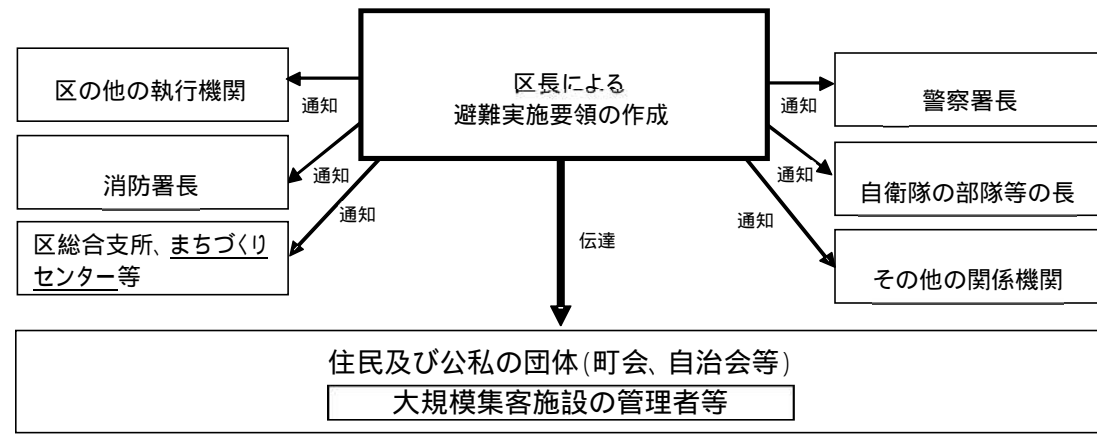 区長による
避難実施要領の作成
区の他の執行機関
通知
消防署長
通知
区総合支所、まちづくり
センター等
通知
警察署長
通知
自衛隊の部隊等の長
通知
その他の関係機関
通知
伝達
住民及び公私の団体(町会、自治会等)
大規模集客施設の管理者等